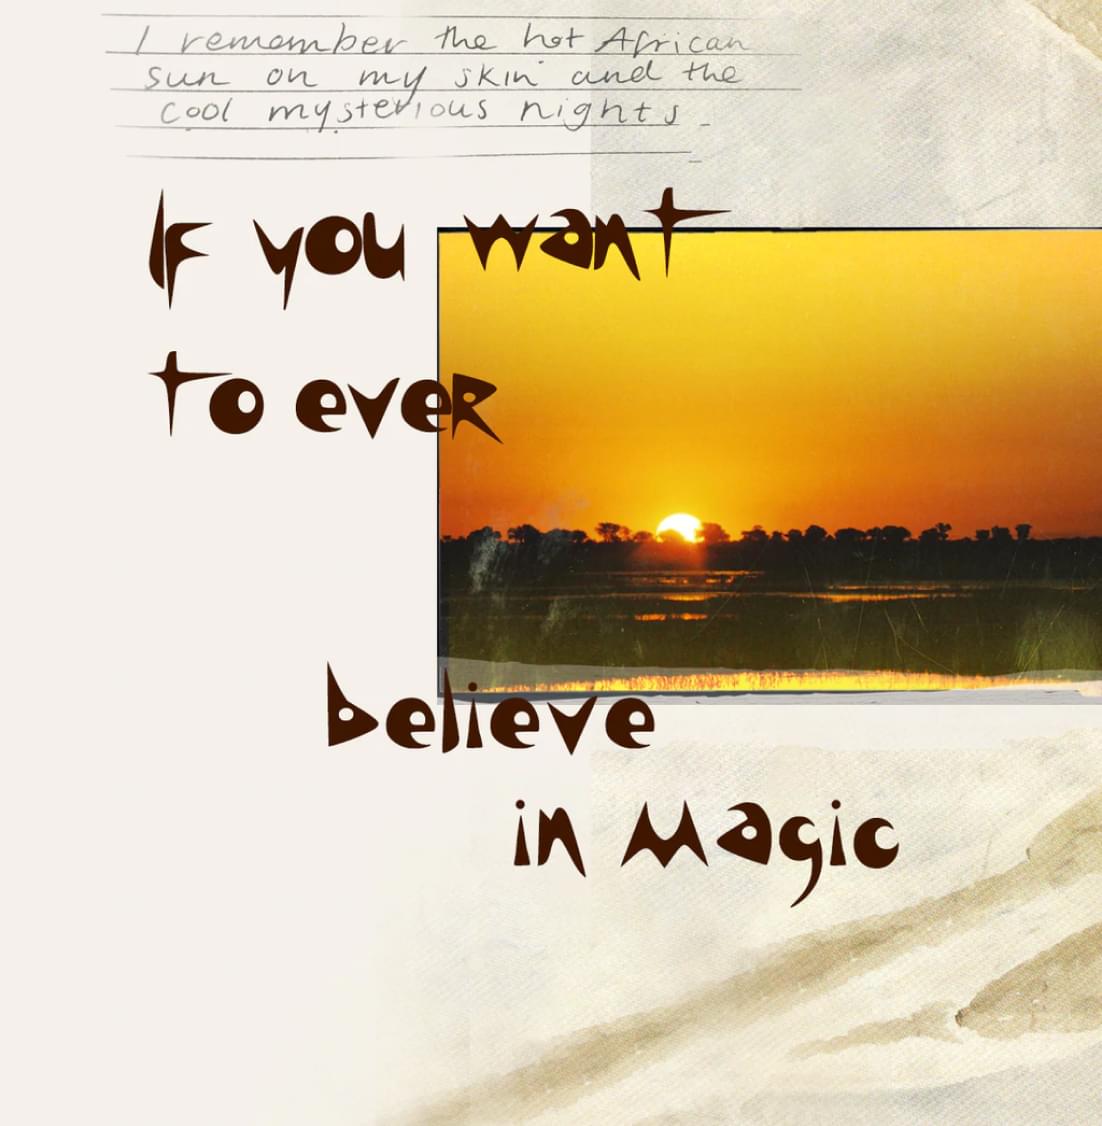 I remember the hot African
sun on my skin and the
cool mysterious nights
If you want
to ever
believe
in Magic